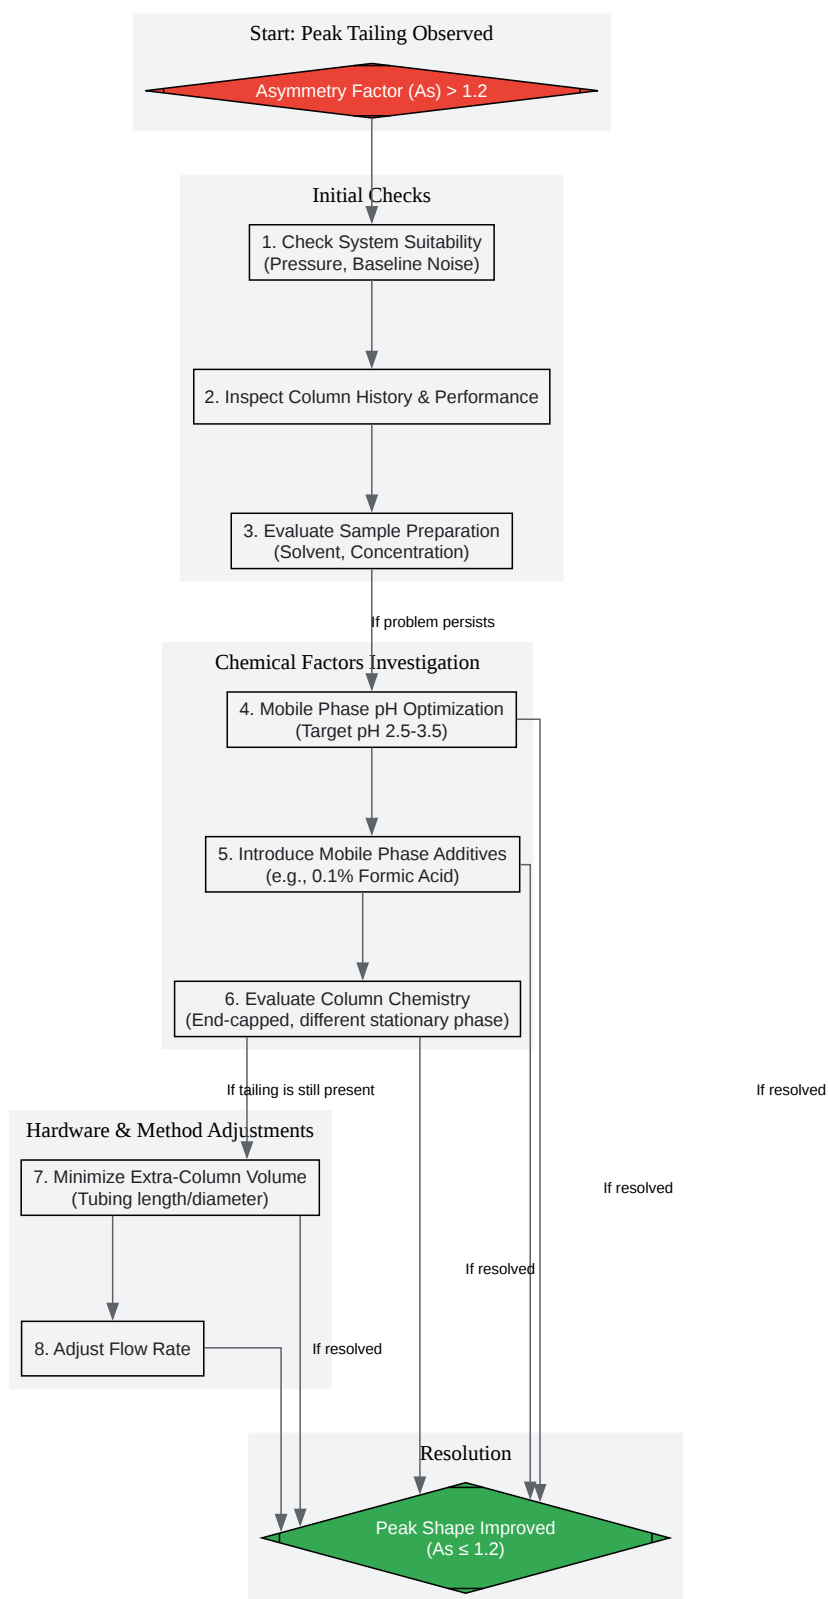 Start: Peak Tailing Observed
Asymmetry Factor (As) > 1.2
Initial Checks
1. Check System Suitability
(Pressure, Baseline Noise)
2. Inspect Column History & Performance
3. Evaluate Sample Preparation
(Solvent, Concentration)
If problem persists
Chemical Factors Investigation
4. Mobile Phase pH Optimization
(Target pH 2.5-3.5)
5. Introduce Mobile Phase Additives
(e.g., 0.1% Formic Acid)
6. Evaluate Column Chemistry
(End-capped, different stationary phase)
If tailing is still present
If resolved
Hardware & Method Adjustments
7. Minimize Extra-Column Volume
(Tubing length/diameter)
If resolved
If resolved
8. Adjust Flow Rate
If resolved
Resolution
Peak Shape Improved
(As ≤ 1.2)